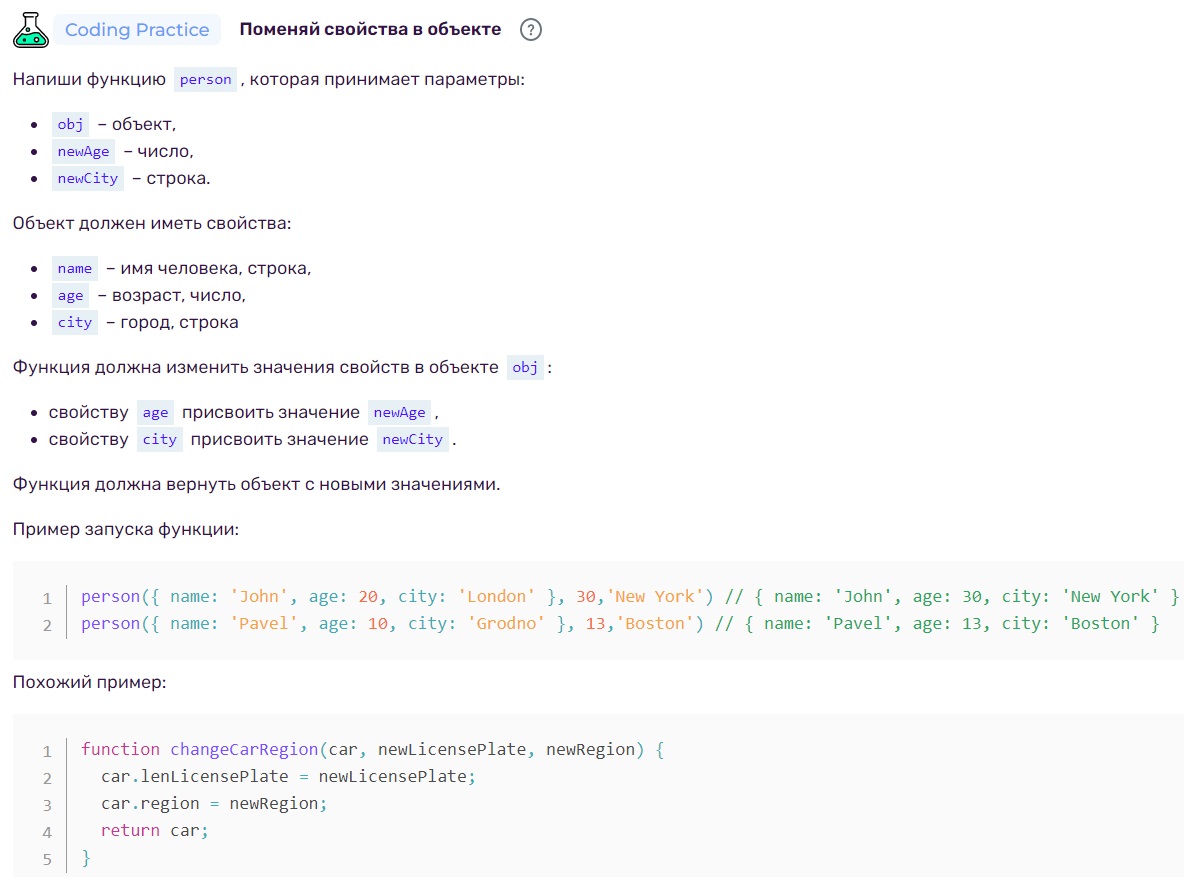 Coding Practice Поменяй свойства в объекте ?
Напиши функцию person , которая принимает параметры:
• obj – объект,
• newAge – число,
• newCity – строка.
Объект должен иметь свойства:
• name – имя человека, строка,
• age – возраст, число,
• city – город, строка
Функция должна изменить значения свойств в объекте obj :
• свойству age присвоить значение newAge ,
• свойству city присвоить значение newCity .
Функция должна вернуть объект с новыми значениями.
Пример запуска функции:
1 person({ name: 'John', age: 20, city: 'London' }, 30,'New York') // { name: 'John', age: 30, city: 'New York' }
2 person({ name: 'Pavel', age: 10, city: 'Grodno' }, 13,'Boston') // { name: 'Pavel', age: 13, city: 'Boston' }
Похожий пример:
1 function changeCarRegion(car, newLicensePlate, newRegion) {
2 car.lenLicensePlate = newLicensePlate;
3 car.region = newRegion;
4 return car;
5 }